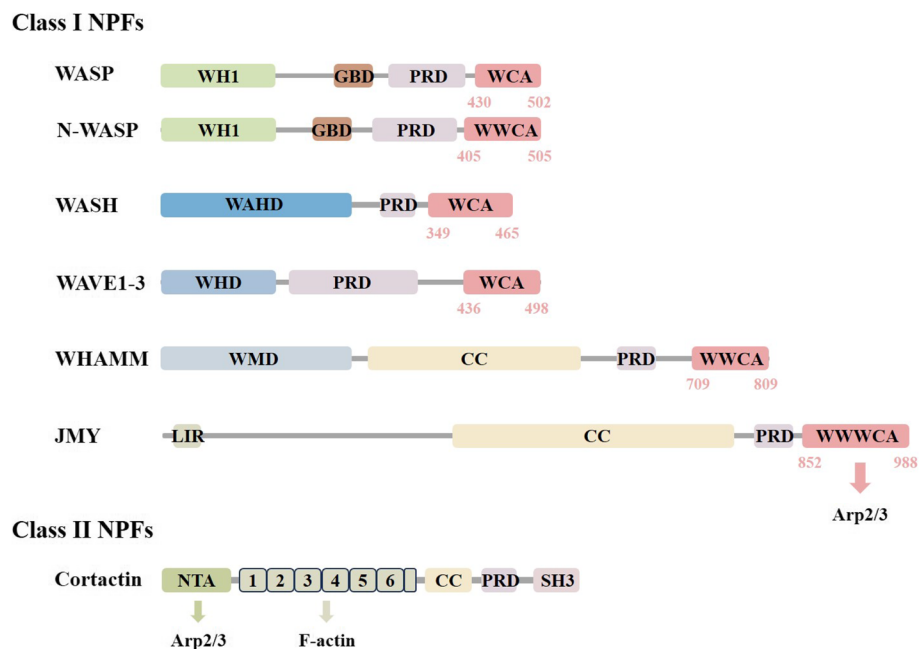 Class I NPFs
WASP WH1 GBD PRD WCA
430 502
N-WASP WH1 GBD PRD WWCA
405 505
WASH WAHD PRD WCA
349 465
WAVE1-3 WHD PRD WCA
436 498
WHAMM WMD CC PRD WWCA
709 809
JMY LIR CC PRD WWWCA
852 988
Arp2/3
Class II NPFs
Cortactin NTA 1 2 3 4 5 6 CC PRD SH3
Arp2/3 F-actin